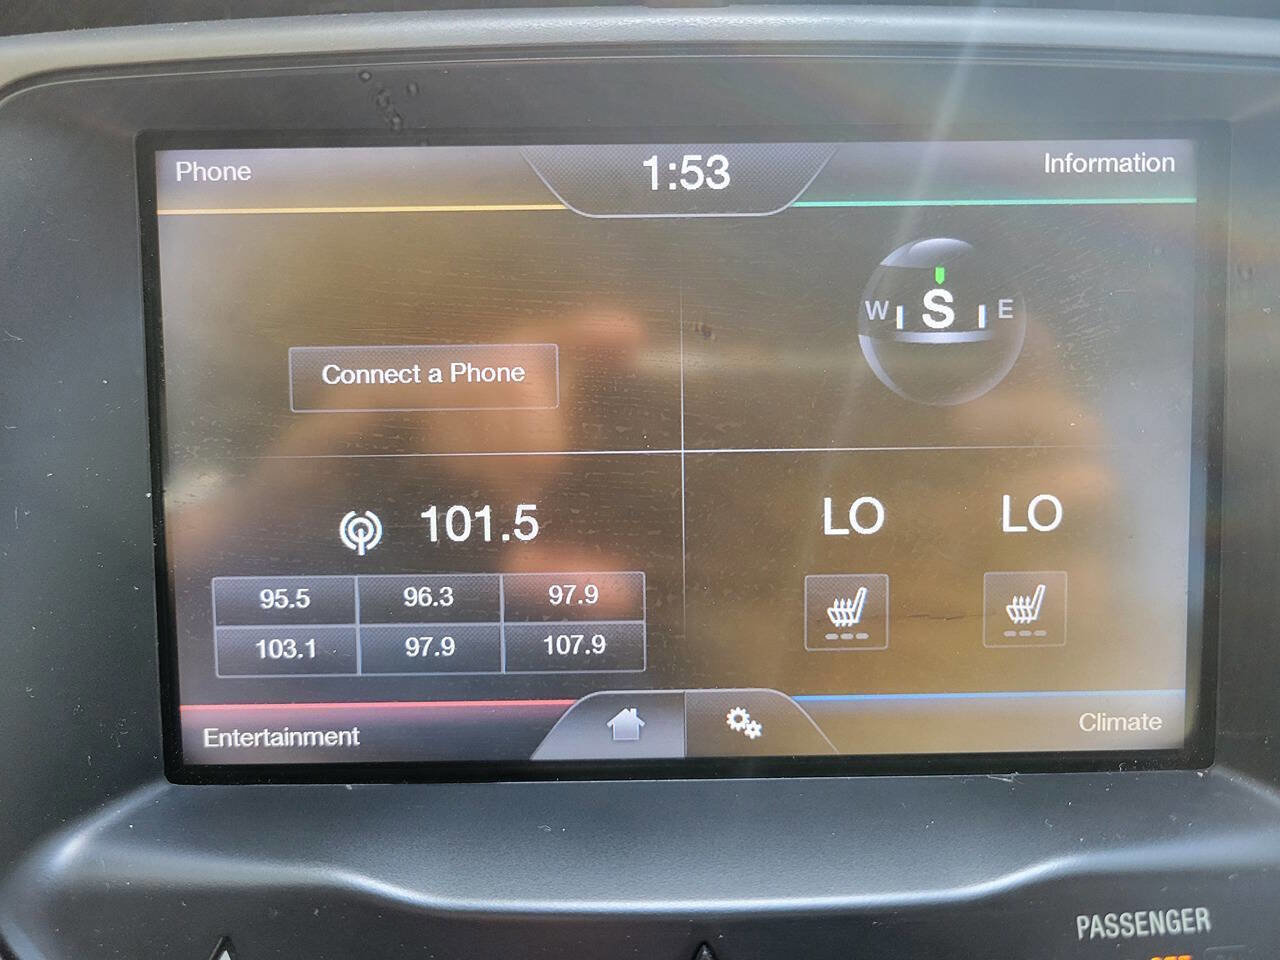 Phone
1:53
Information
W S E
Connect a Phone
101.5
LO LO
95.5 96.3 97.9
103.1 97.9 107.9
Entertainment
Climate
PASSENGER